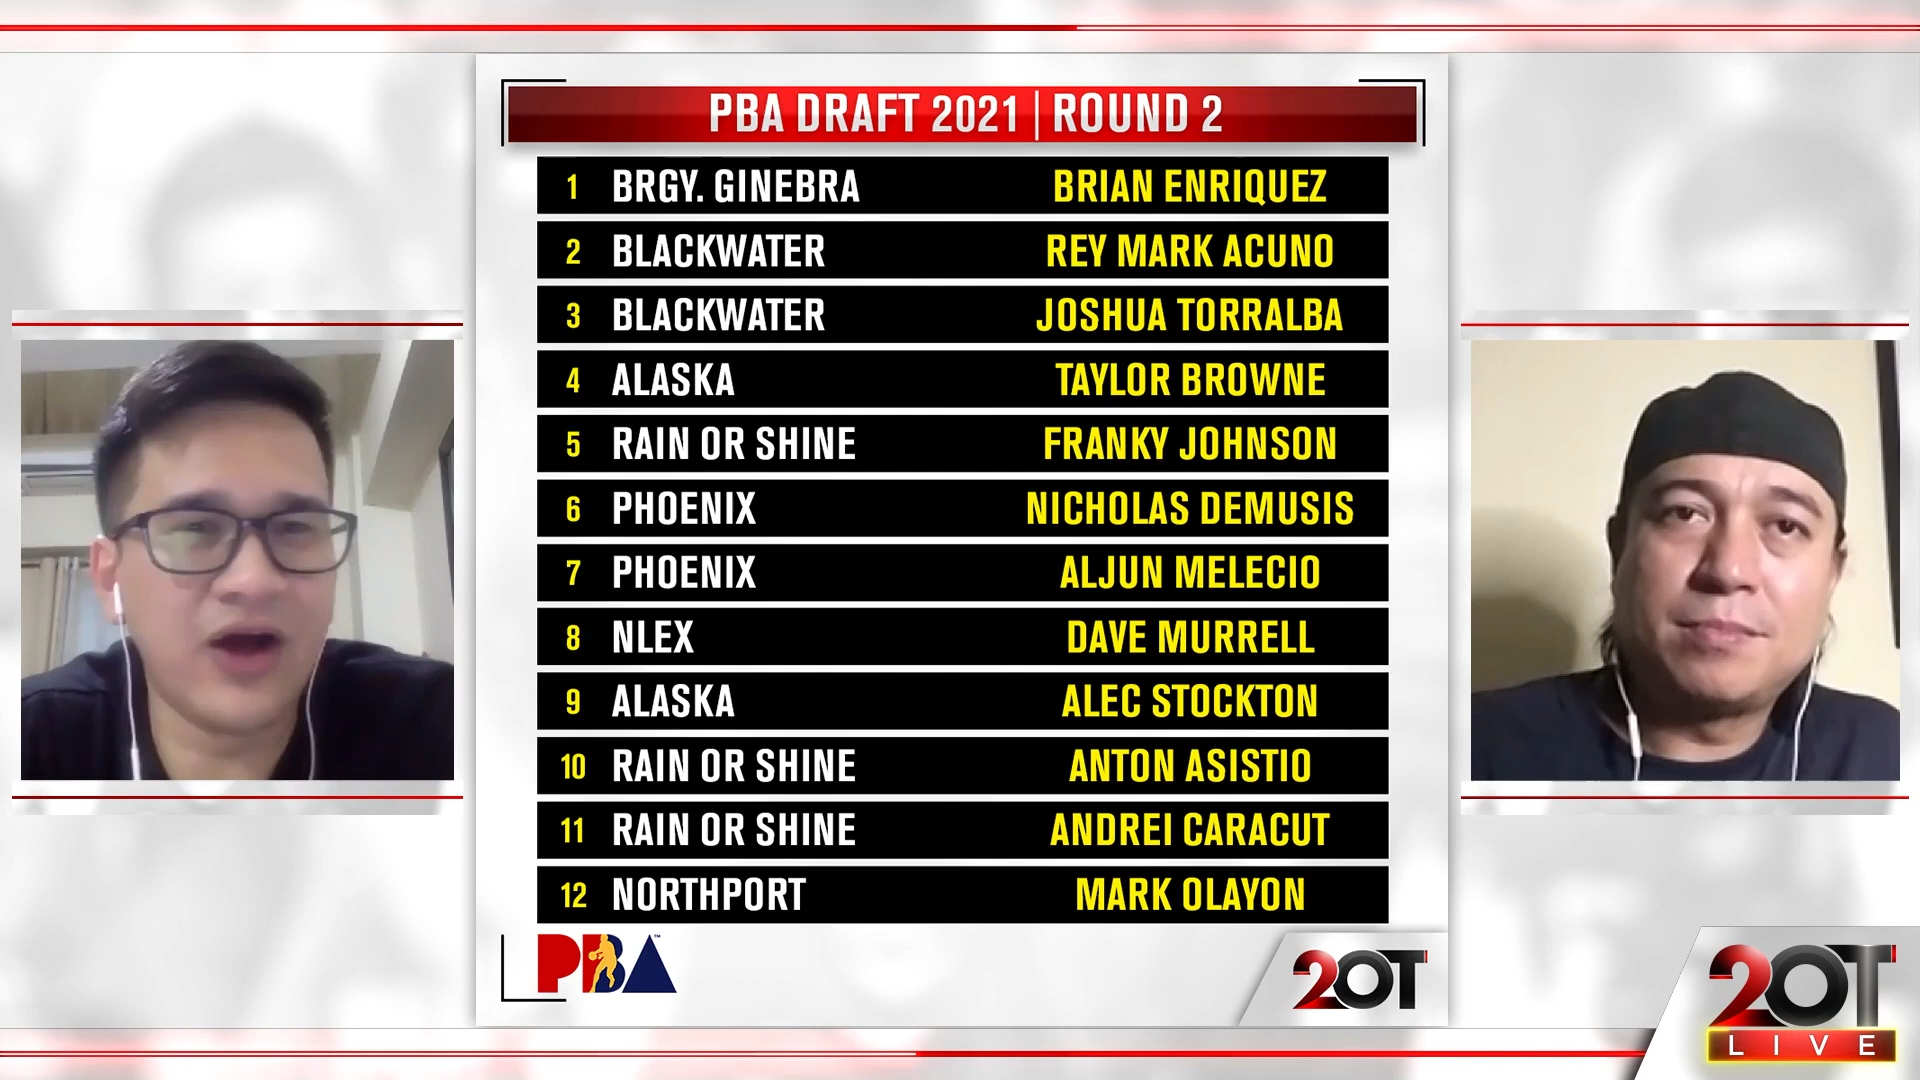 PBA DRAFT 2021 | ROUND 2
1 BRGY. GINEBRA BRIAN ENRIQUEZ
2 BLACKWATER REY MARK ACUNO
3 BLACKWATER JOSHUA TORRALBA
4 ALASKA TAYLOR BROWNE
5 RAIN OR SHINE FRANKY JOHNSON
6 PHOENIX NICHOLAS DEMUSIS
7 PHOENIX ALJUN MELECIO
8 NLEX DAVE MURRELL
9 ALASKA ALEC STOCKTON
10 RAIN OR SHINE ANTON ASISTIO
11 RAIN OR SHINE ANDREI CARACUT
12 NORTHPORT MARK OLAYON
PBA™
2OT
2OT
LIVE